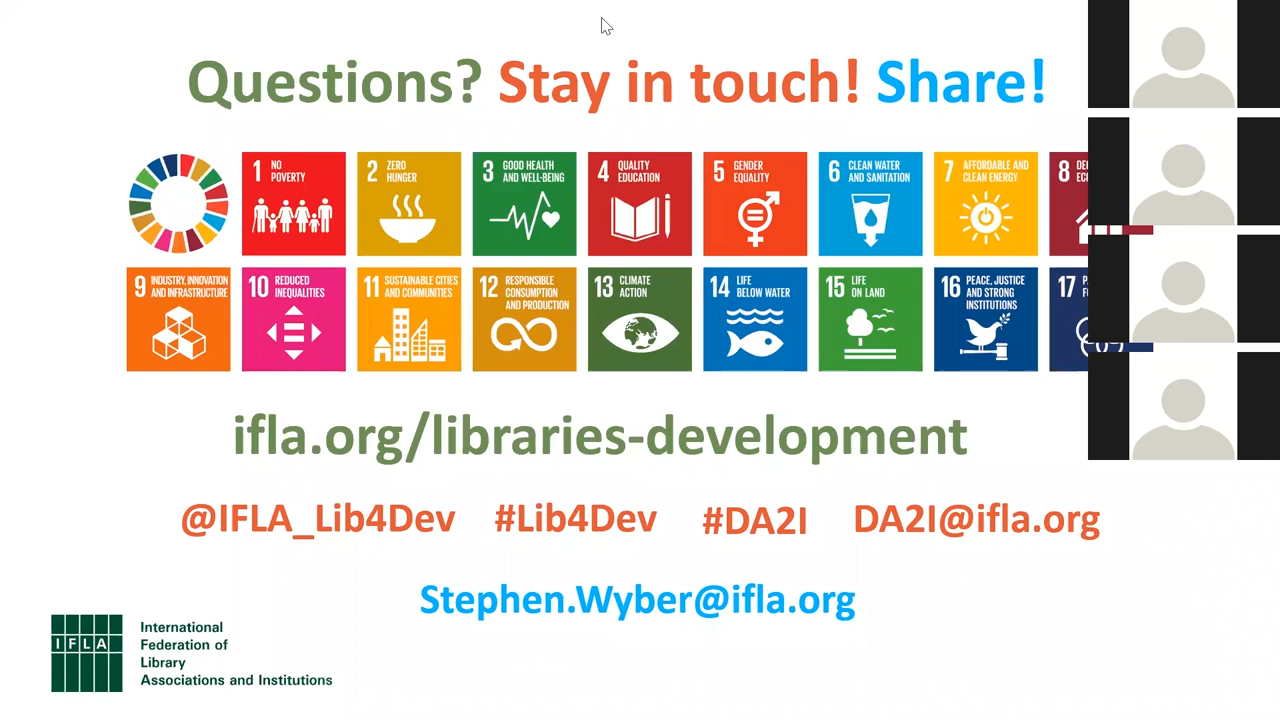 Questions? Stay in touch! Share!
1 NO
POVERTY
2 ZERO
HUNGER
3 GOOD HEALTH
AND WELL-BEING
4 QUALITY
EDUCATION
5 GENDER
EQUALITY
6 CLEAN WATER
AND SANITATION
7 AFFORDABLE AND
CLEAN ENERGY
8
9 INDUSTRY, INNOVATION
AND INFRASTRUCTURE
10 REDUCED
INEQUALITIES
11 SUSTAINABLE CITIES
AND COMMUNITIES
12 RESPONSIBLE
CONSUMPTION
AND PRODUCTION
13 CLIMATE
ACTION
14 LIFE
BELOW WATER
15 LIFE
ON LAND
16 PEACE, JUSTICE
AND STRONG
INSTITUTIONS
17
ifla.org/libraries-development
@IFLA_Lib4Dev #Lib4Dev #DA2I DA2I@ifla.org
Stephen.Wyber@ifla.org
IFLA
International
Federation of
Library
Associations and Institutions